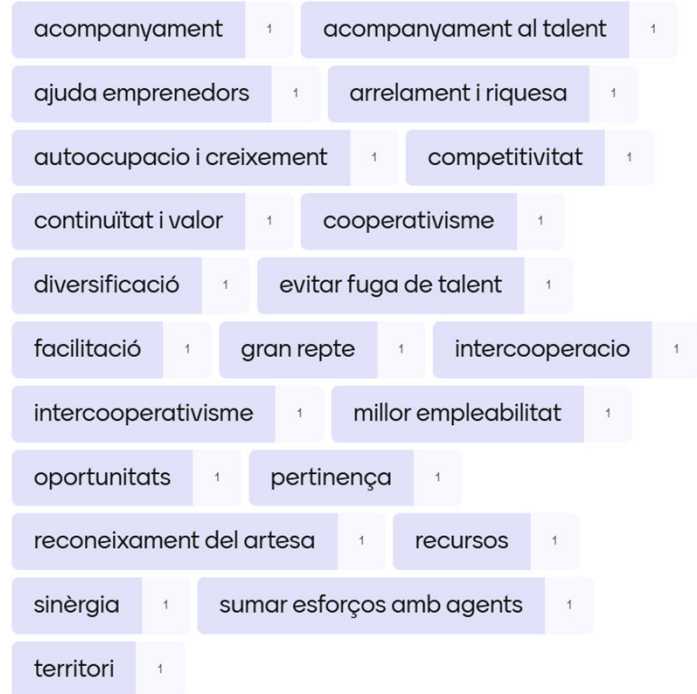 acompanyament 1 acompanyament al talent 1
ajuda emprenedors 1 arrelament i riquesa 1
autoocupacio i creixement 1 competitivitat 1
continuïtat i valor 1 cooperativisme 1
diversificació 1 evitar fuga de talent 1
facilitació 1 gran repte 1 intercooperacio 1
intercooperativisme 1 millor empleabilitat 1
oportunitats 1 pertinença 1
reconeixament del artesa 1 recursos 1
sinèrgia 1 sumar esforços amb agents 1
territori 1